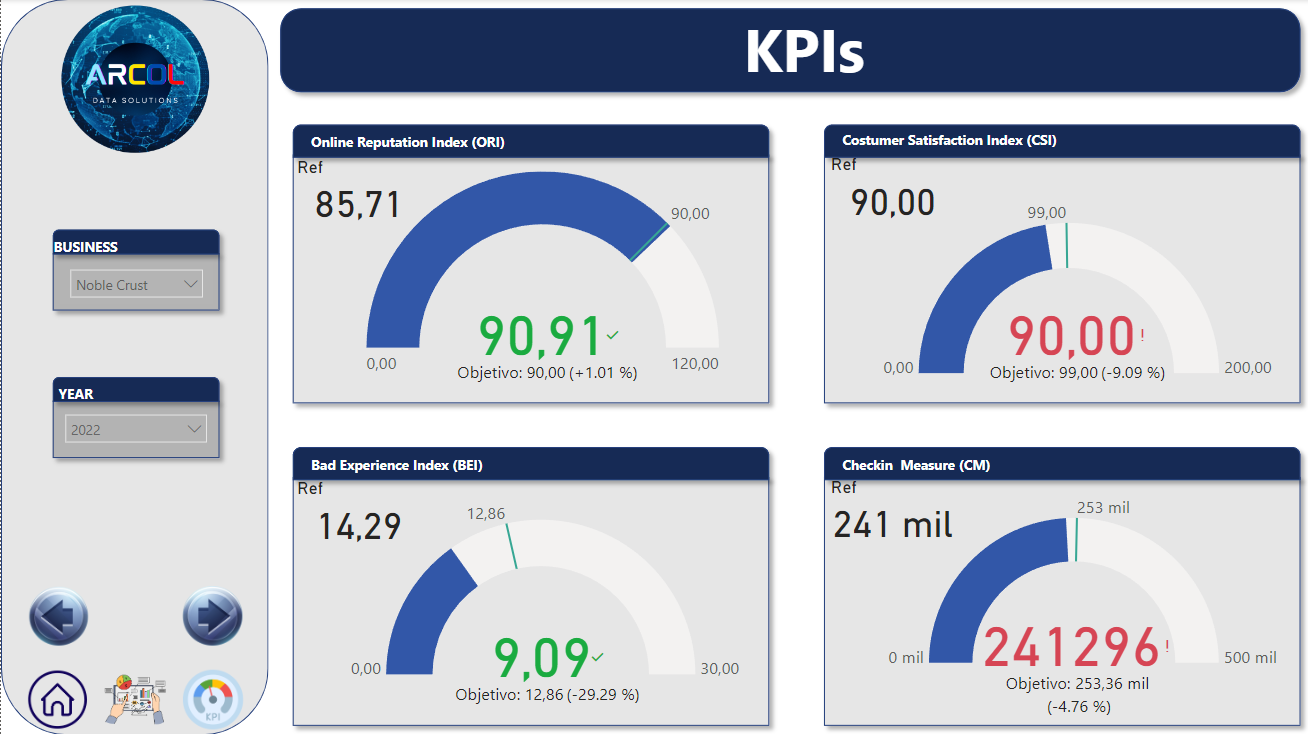 ARCOL
DATA SOLUTIONS
BUSINESS
Noble Crust
YEAR
2022
KPI
KPIs
Online Reputation Index (ORI)
Ref
85,71
90,00
90,91
0,00
Objetivo: 90,00 (+1.01 %)
120,00
Costumer Satisfaction Index (CSI)
Ref
90,00
99,00
90,00!
0,00
Objetivo: 99,00 (-9.09 %)
200,00
Bad Experience Index (BEI)
Ref
14,29
12,86
9,09
0,00
30,00
Objetivo: 12,86 (-29.29 %)
Checkin Measure (CM)
Ref
241 mil
253 mil
241296!
0 mil
500 mil
Objetivo: 253,36 mil
(-4.76 %)